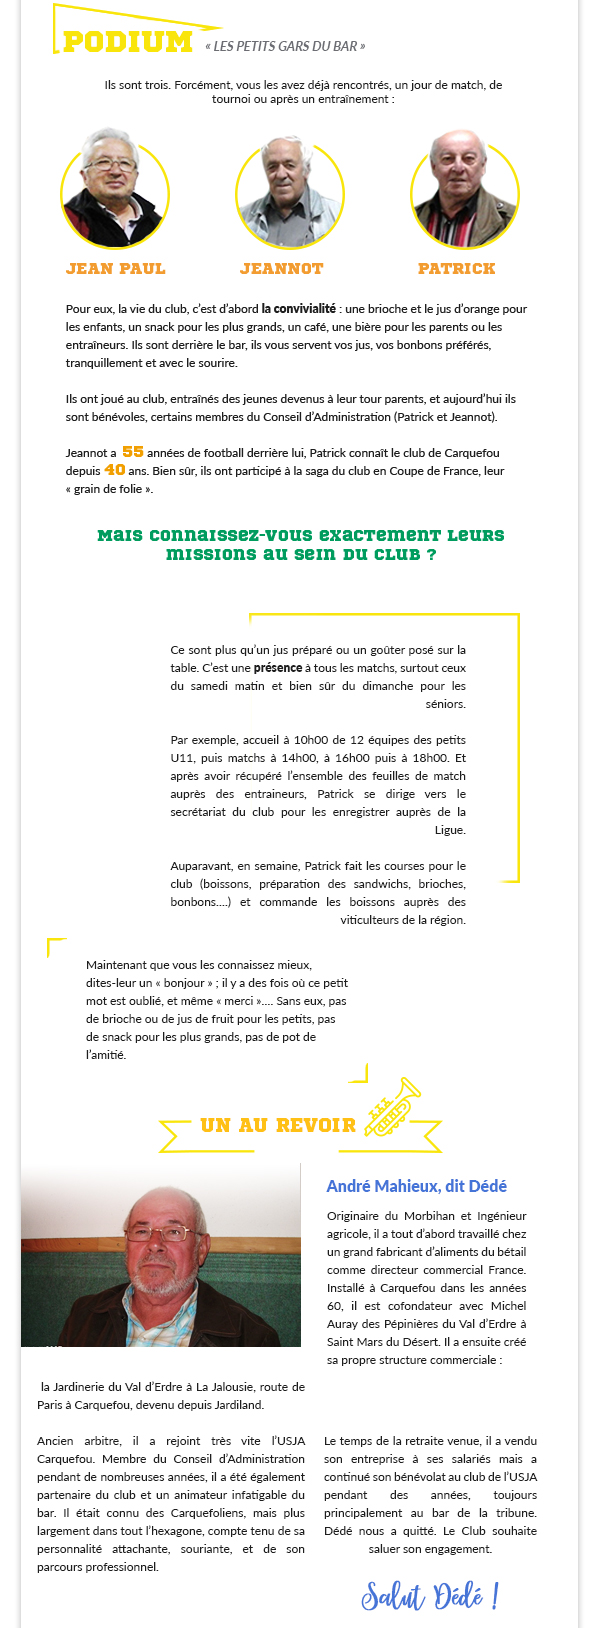 PODIUM « LES PETITS GARS DU BAR »
Ils sont trois. Forcément, vous les avez déjà rencontrés, un jour de match, de
tournoi ou après un entraînement :
JEAN PAUL
JEANNOT
PATRICK
Pour eux, la vie du club, c’est d’abord la convivialité : une brioche et le jus d’orange pour
les enfants, un snack pour les plus grands, un café, une bière pour les parents ou les
entraîneurs. Ils sont derrière le bar, ils vous servent vos jus, vos bonbons préférés,
tranquillement et avec le sourire.
Ils ont joué au club, entraînés des jeunes devenus à leur tour parents, et aujourd’hui ils
sont bénévoles, certains membres du Conseil d’Administration (Patrick et Jeannot).
Jeannot a 55 années de football derrière lui, Patrick connaît le club de Carquefou
depuis 40 ans. Bien sûr, ils ont participé à la saga du club en Coupe de France, leur
« grain de folie ».
Mais connaissez-vous exactement leurs
missions au sein du club ?
Ce sont plus qu’un jus préparé ou un goûter posé sur la
table. C’est une présence à tous les matchs, surtout ceux
du samedi matin et bien sûr du dimanche pour les
séniors.
Par exemple, accueil à 10h00 de 12 équipes des petits
U11, puis matchs à 14h00, à 16h00 puis à 18h00. Et
après avoir récupéré l’ensemble des feuilles de match
auprès des entraineurs, Patrick se dirige vers le
secrétariat du club pour les enregistrer auprès de la
Ligue.
Auparavant, en semaine, Patrick fait les courses pour le
club (boissons, préparation des sandwichs, brioches,
bonbons....) et commande les boissons auprès des
viticulteurs de la région.
Maintenant que vous les connaissez mieux,
dites-leur un « bonjour » ; il y a des fois où ce petit
mot est oublié, et même « merci ».... Sans eux, pas
de brioche ou de jus de fruit pour les petits, pas
de snack pour les plus grands, pas de pot de
l’amitié.
UN AU REVOIR
André Mahieux, dit Dédé
Originaire du Morbihan et Ingénieur
agricole, il a tout d’abord travaillé chez
un grand fabricant d’aliments du bétail
comme directeur commercial France.
Installé à Carquefou dans les années
60, il est cofondateur avec Michel
Auray des Pépinières du Val d’Erdre à
Saint Mars du Désert. Il a ensuite créé
sa propre structure commerciale :
la Jardinerie du Val d’Erdre à La Jalousie, route de
Paris à Carquefou, devenu depuis Jardiland.
Ancien arbitre, il a rejoint très vite l’USJA
Carquefou. Membre du Conseil d’Administration
pendant de nombreuses années, il a été également
partenaire du club et un animateur infatigable du
bar. Il était connu des Carquefoliens, mais plus
largement dans tout l’hexagone, compte tenu de sa
personnalité attachante, souriante, et de son
parcours professionnel.
Le temps de la retraite venue, il a vendu
son entreprise à ses salariés mais a
continué son bénévolat au club de l’USJA
pendant des années, toujours
principalement au bar de la tribune.
Dédé nous a quitté. Le Club souhaite
saluer son engagement.
Salut Dédé !